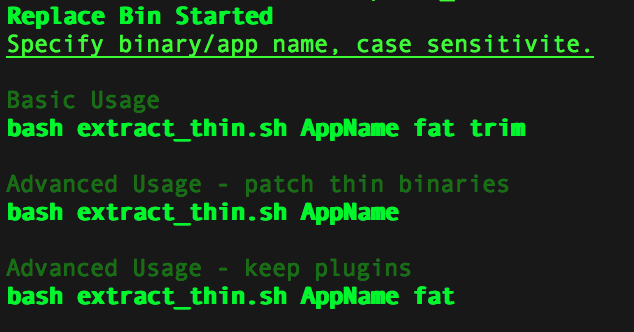 Replace Bin Started
Specify binary/app name, case sensitivite.
Basic Usage
bash extract_thin.sh AppName fat trim
Advanced Usage - patch thin binaries
bash extract_thin.sh AppName
Advanced Usage - keep plugins
bash extract_thin.sh AppName fat